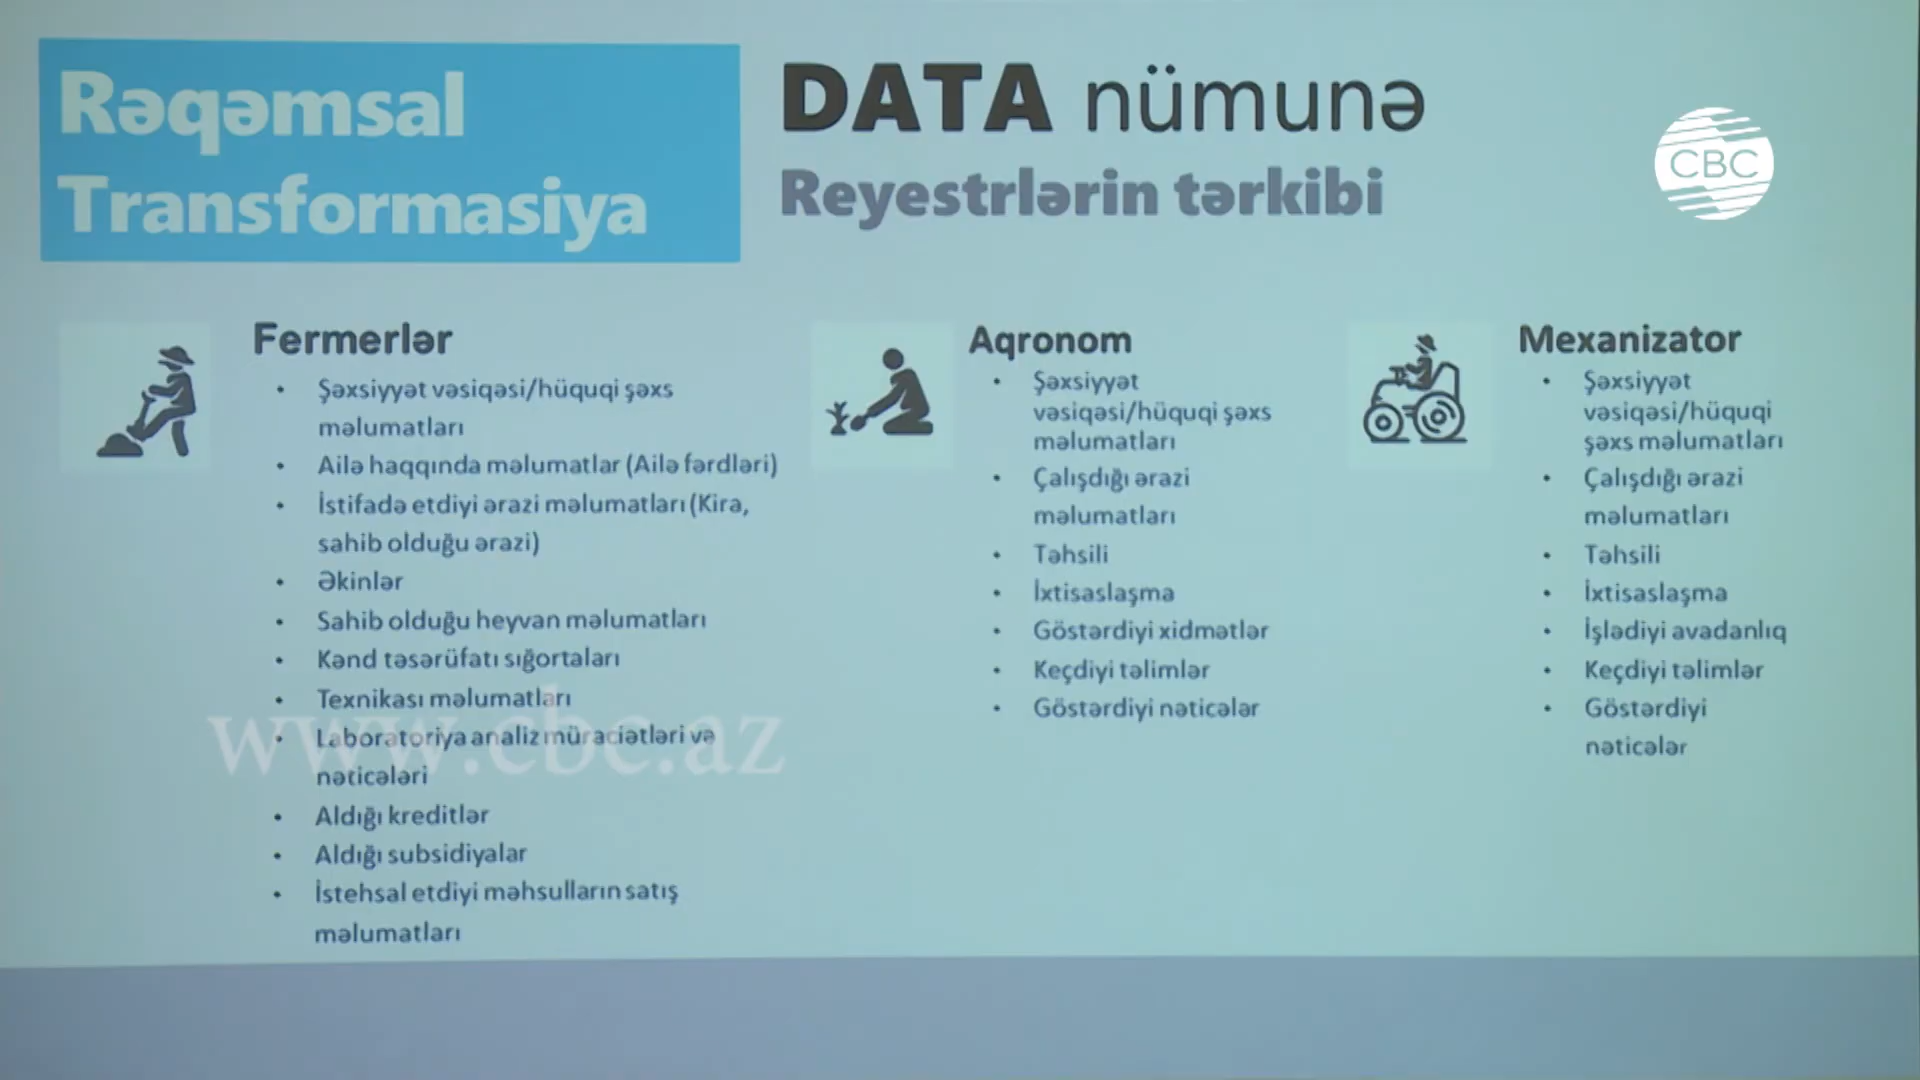 Rəqəmsal
Transformasiya
DATA nümunə
Reyestrlərin tərkibi
CBC
Fermerlər
• Şəxsiyyət vəsiqəsi/hüquqi şəxs
məlumatları
• Ailə haqqında məlumatlar (Ailə fərdləri)
• İstifadə etdiyi ərazi məlumatları (Kirə,
sahib olduğu ərazi)
• Əkinlər
• Sahib olduğu heyvan məlumatları
• Kənd təsərüfatı sığortaları
• Texnikası məlumatları
• Laboratoriya analiz müraciətləri və
nəticələri
• Aldığı kreditlər
• Aldığı subsidiyalar
• İstehsal etdiyi məhsulların satış
məlumatları
Aqronom
• Şəxsiyyət
vəsiqəsi/hüquqi şəxs
məlumatları
• Çalışdığı ərazi
məlumatları
• Təhsili
• İxtisaslaşma
• Göstərdiyi xidmətlər
• Keçdiyi təlimlər
• Göstərdiyi nəticələr
Mexanizator
• Şəxsiyyət
vəsiqəsi/hüquqi
şəxs məlumatları
• Çalışdığı ərazi
məlumatları
• Təhsili
• İxtisaslaşma
• İşlədiyi avadanlıq
• Keçdiyi təlimlər
• Göstərdiyi
nəticələr
www.cbc.az